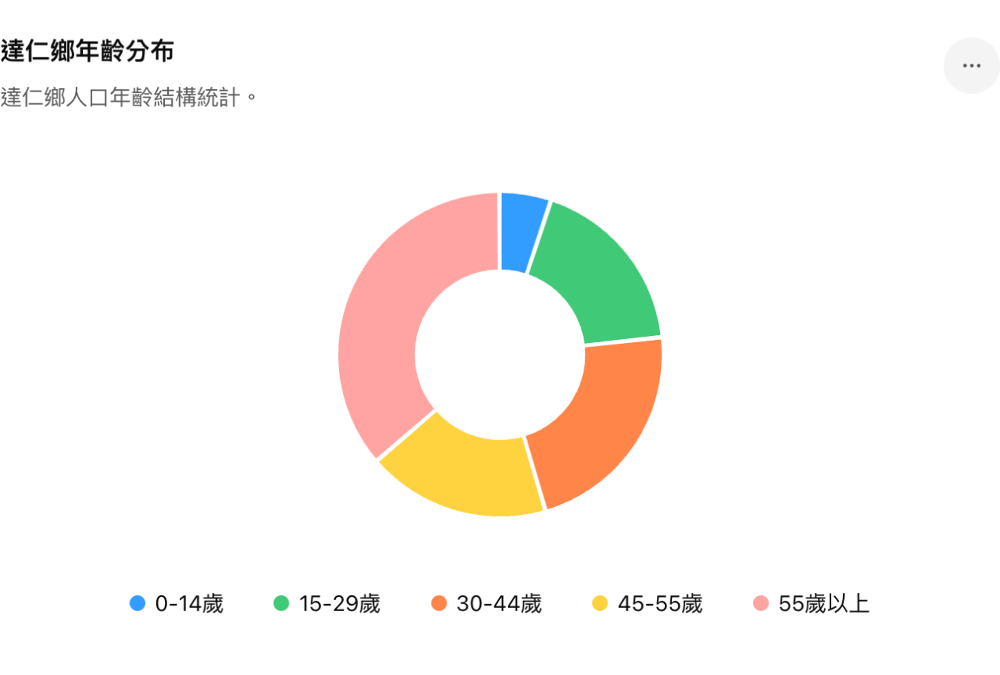 達仁鄉年齡分布
達仁鄉人口年齡結構統計。
0-14歲
15-29歲
30-44歲
45-55歲
55歲以上